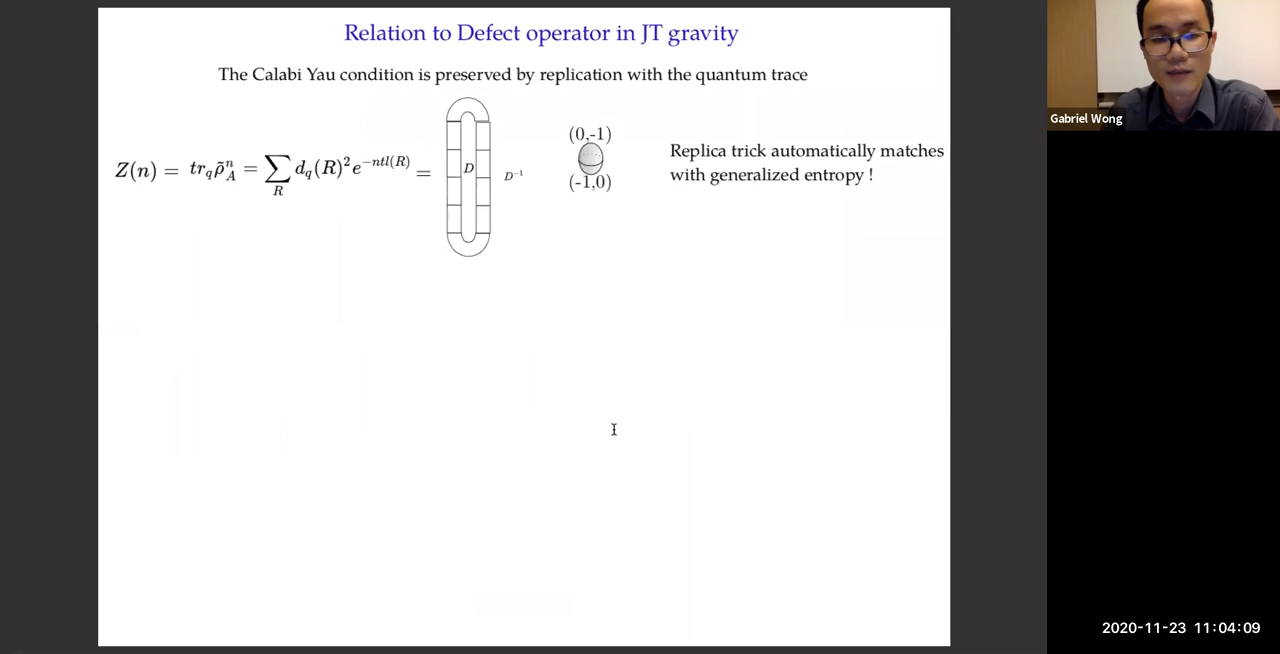 Relation to Defect operator in JT gravity
The Calabi Yau condition is preserved by replication with the quantum trace
Z(n) = tr_q ρ̃_A^n = ∑_R d_q(R)^2 e^{-ntl(R)} =
D
D^{-1}
(0,-1)
(-1,0)
Replica trick automatically matches
with generalized entropy !
Gabriel Wong
2020-11-23 11:04:09